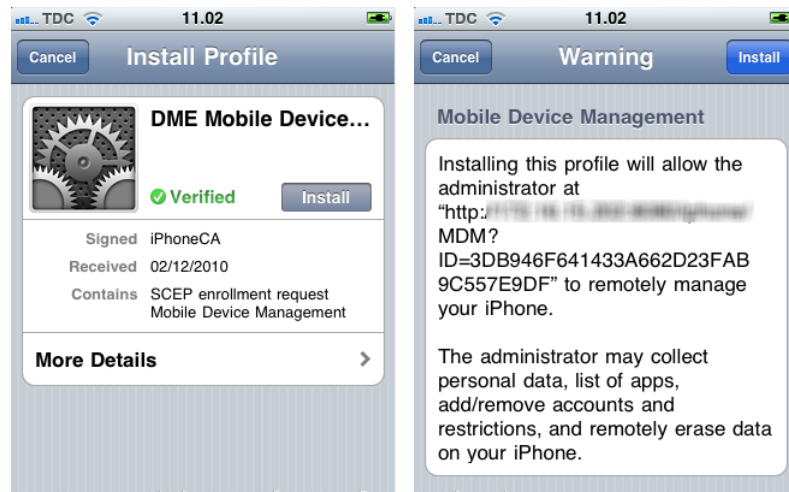 TDC 11.02
Cancel Install Profile
DME Mobile Device...
Verified Install
Signed iPhoneCA
Received 02/12/2010
Contains SCEP enrollment request
Mobile Device Management
More Details
TDC 11.02
Cancel Warning Install
Mobile Device Management
Installing this profile will allow the
administrator at
“http:/
MDM?
ID=3DB946F641433A662D23FAB
9C557E9DF” to remotely manage
your iPhone.
The administrator may collect
personal data, list of apps,
add/remove accounts and
restrictions, and remotely erase data
on your iPhone.